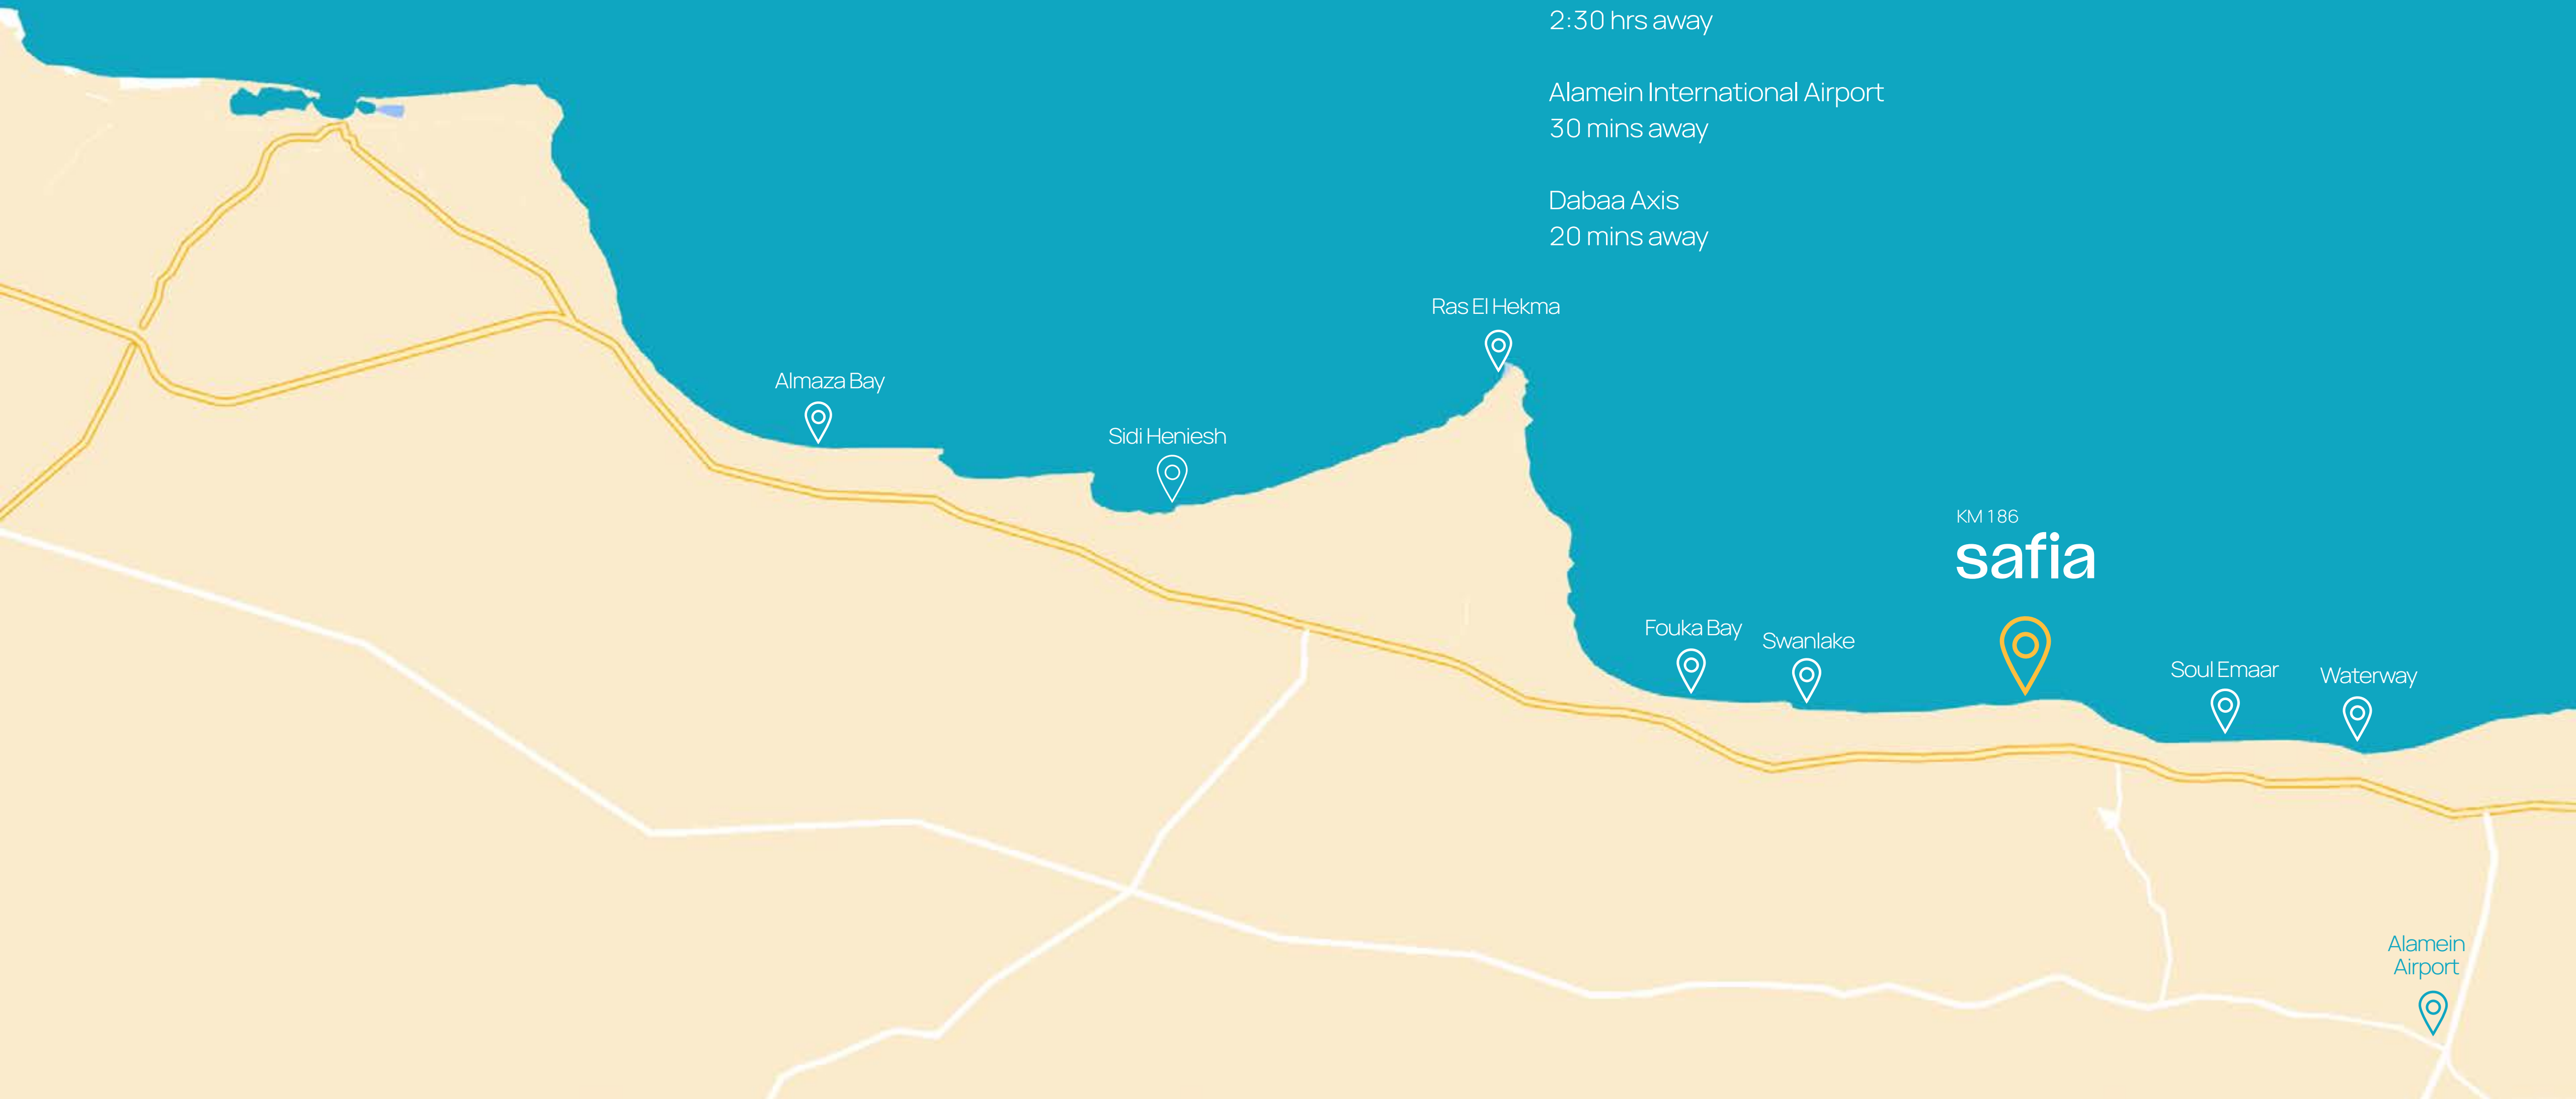 2:30 hrs away
Alamein International Airport
30 mins away
Dabaa Axis
20 mins away
Ras El Hekma
Almaza Bay
Sidi Heniesh
KM 186
safia
Fouka Bay
Swanlake
Soul Emaar
Waterway
Alamein
Airport